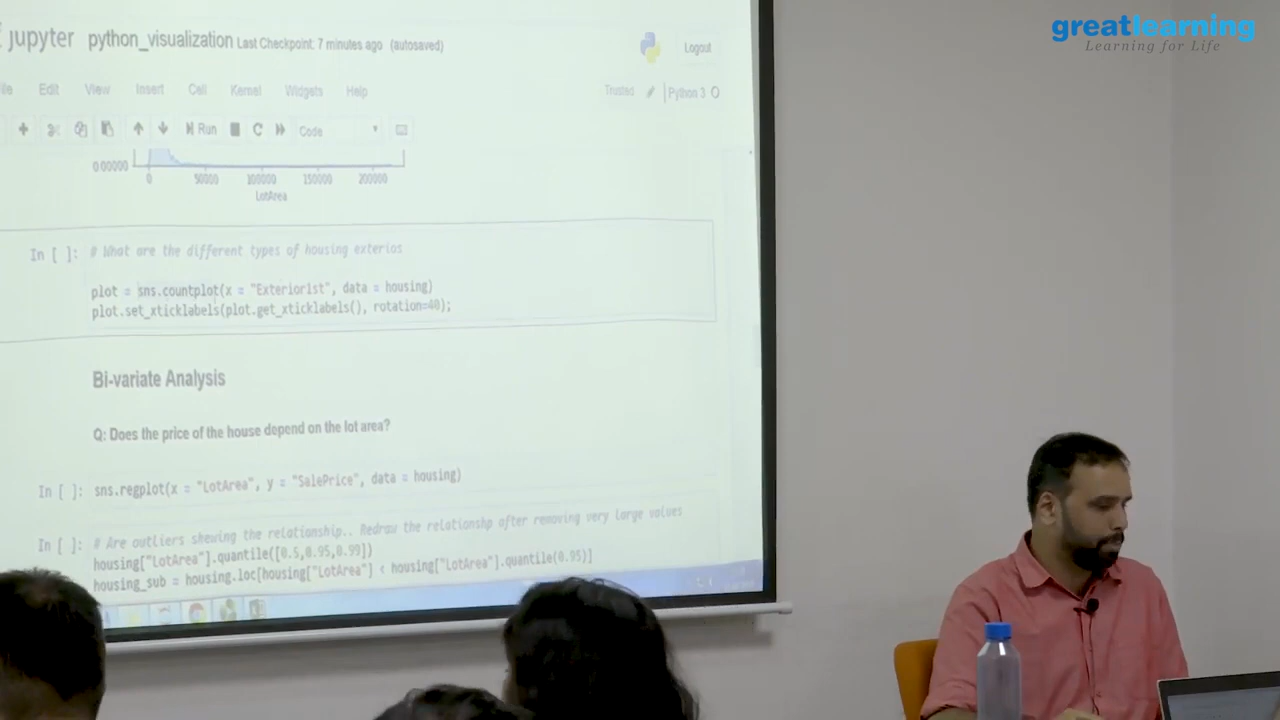 greatlearning
Learning for Life
jupyter python_visualization Last Checkpoint: 7 minutes ago (autosaved)
Logout
Edit View Insert Cell Kernel Widgets Help
Trusted Python 3
Run Code
0.00000
0 50000 100000 150000 200000
LotArea
In [ ]: # What are the different types of housing exterios
plot = sns.countplot(x = "Exterior1st", data = housing)
plot.set_xticklabels(plot.get_xticklabels(), rotation=40);
Bi-variate Analysis
Q: Does the price of the house depend on the lot area?
In [ ]: sns.regplot(x = "LotArea", y = "SalePrice", data = housing)
In [ ]: # Are outliers skewing the relationship.. Redraw the relationshp after removing very large values
housing["LotArea"].quantile([0.5,0.95,0.99])
housing_sub = housing.loc[housing["LotArea"] < housing["LotArea"].quantile(0.95)]